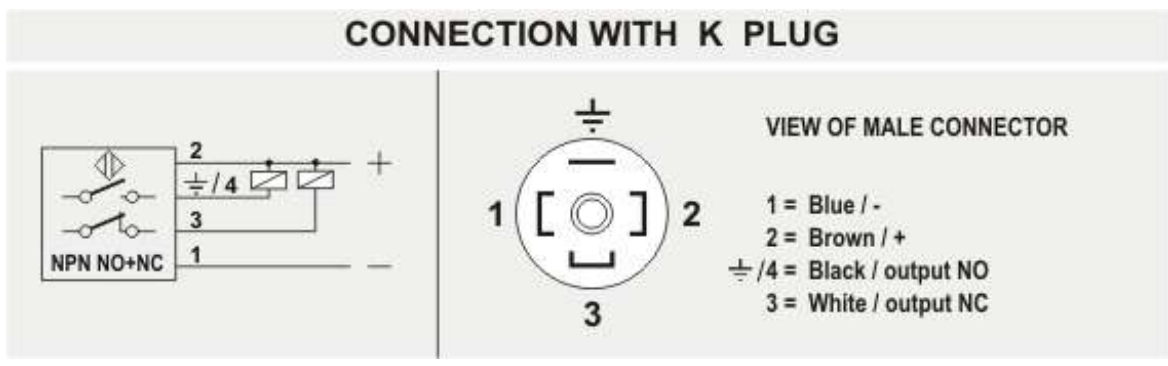 CONNECTION WITH K PLUG
2
+
⏚/4
3
1
−
NPN NO+NC
⏚
1
2
3
VIEW OF MALE CONNECTOR
1 = Blue / -
2 = Brown / +
⏚/4 = Black / output NO
3 = White / output NC